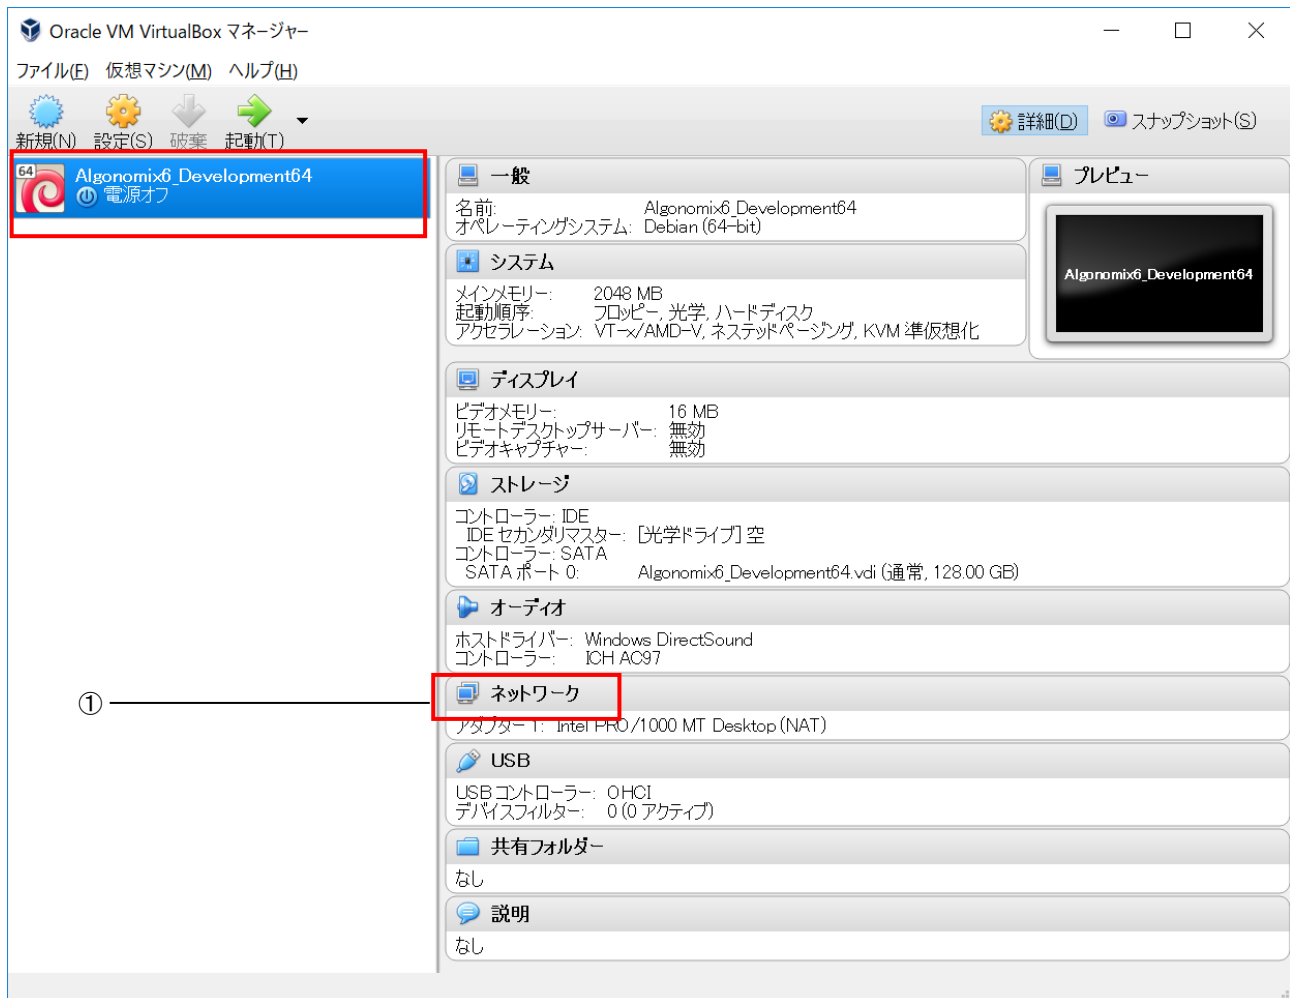 Oracle VM VirtualBox マネージャー
ファイル(F) 仮想マシン(M) ヘルプ(H)
新規(N) 設定(S) 破棄 起動(T)
詳細(D) スナップショット(S)
64
Algonomix6_Development64
電源オフ
一般
名前: Algonomix6_Development64
オペレーティングシステム: Debian (64-bit)
プレビュー
Algonomix6_Development64
システム
メインメモリー: 2048 MB
起動順序: フロッピー, 光学, ハードディスク
アクセラレーション: VT-x/AMD-V, ネステッドページング, KVM 準仮想化
ディスプレイ
ビデオメモリー: 16 MB
リモートデスクトップサーバー: 無効
ビデオキャプチャー: 無効
ストレージ
コントローラー: IDE
IDE セカンダリマスター: [光学ドライブ] 空
コントローラー: SATA
SATA ポート 0: Algonomix6_Development64.vdi (通常, 128.00 GB)
オーディオ
ホストドライバー: Windows DirectSound
コントローラー: ICH AC97
①
ネットワーク
アダプター 1: Intel PRO/1000 MT Desktop (NAT)
USB
USB コントローラー: OHCI
デバイスフィルター: 0 (0 アクティブ)
共有フォルダー
なし
説明
なし